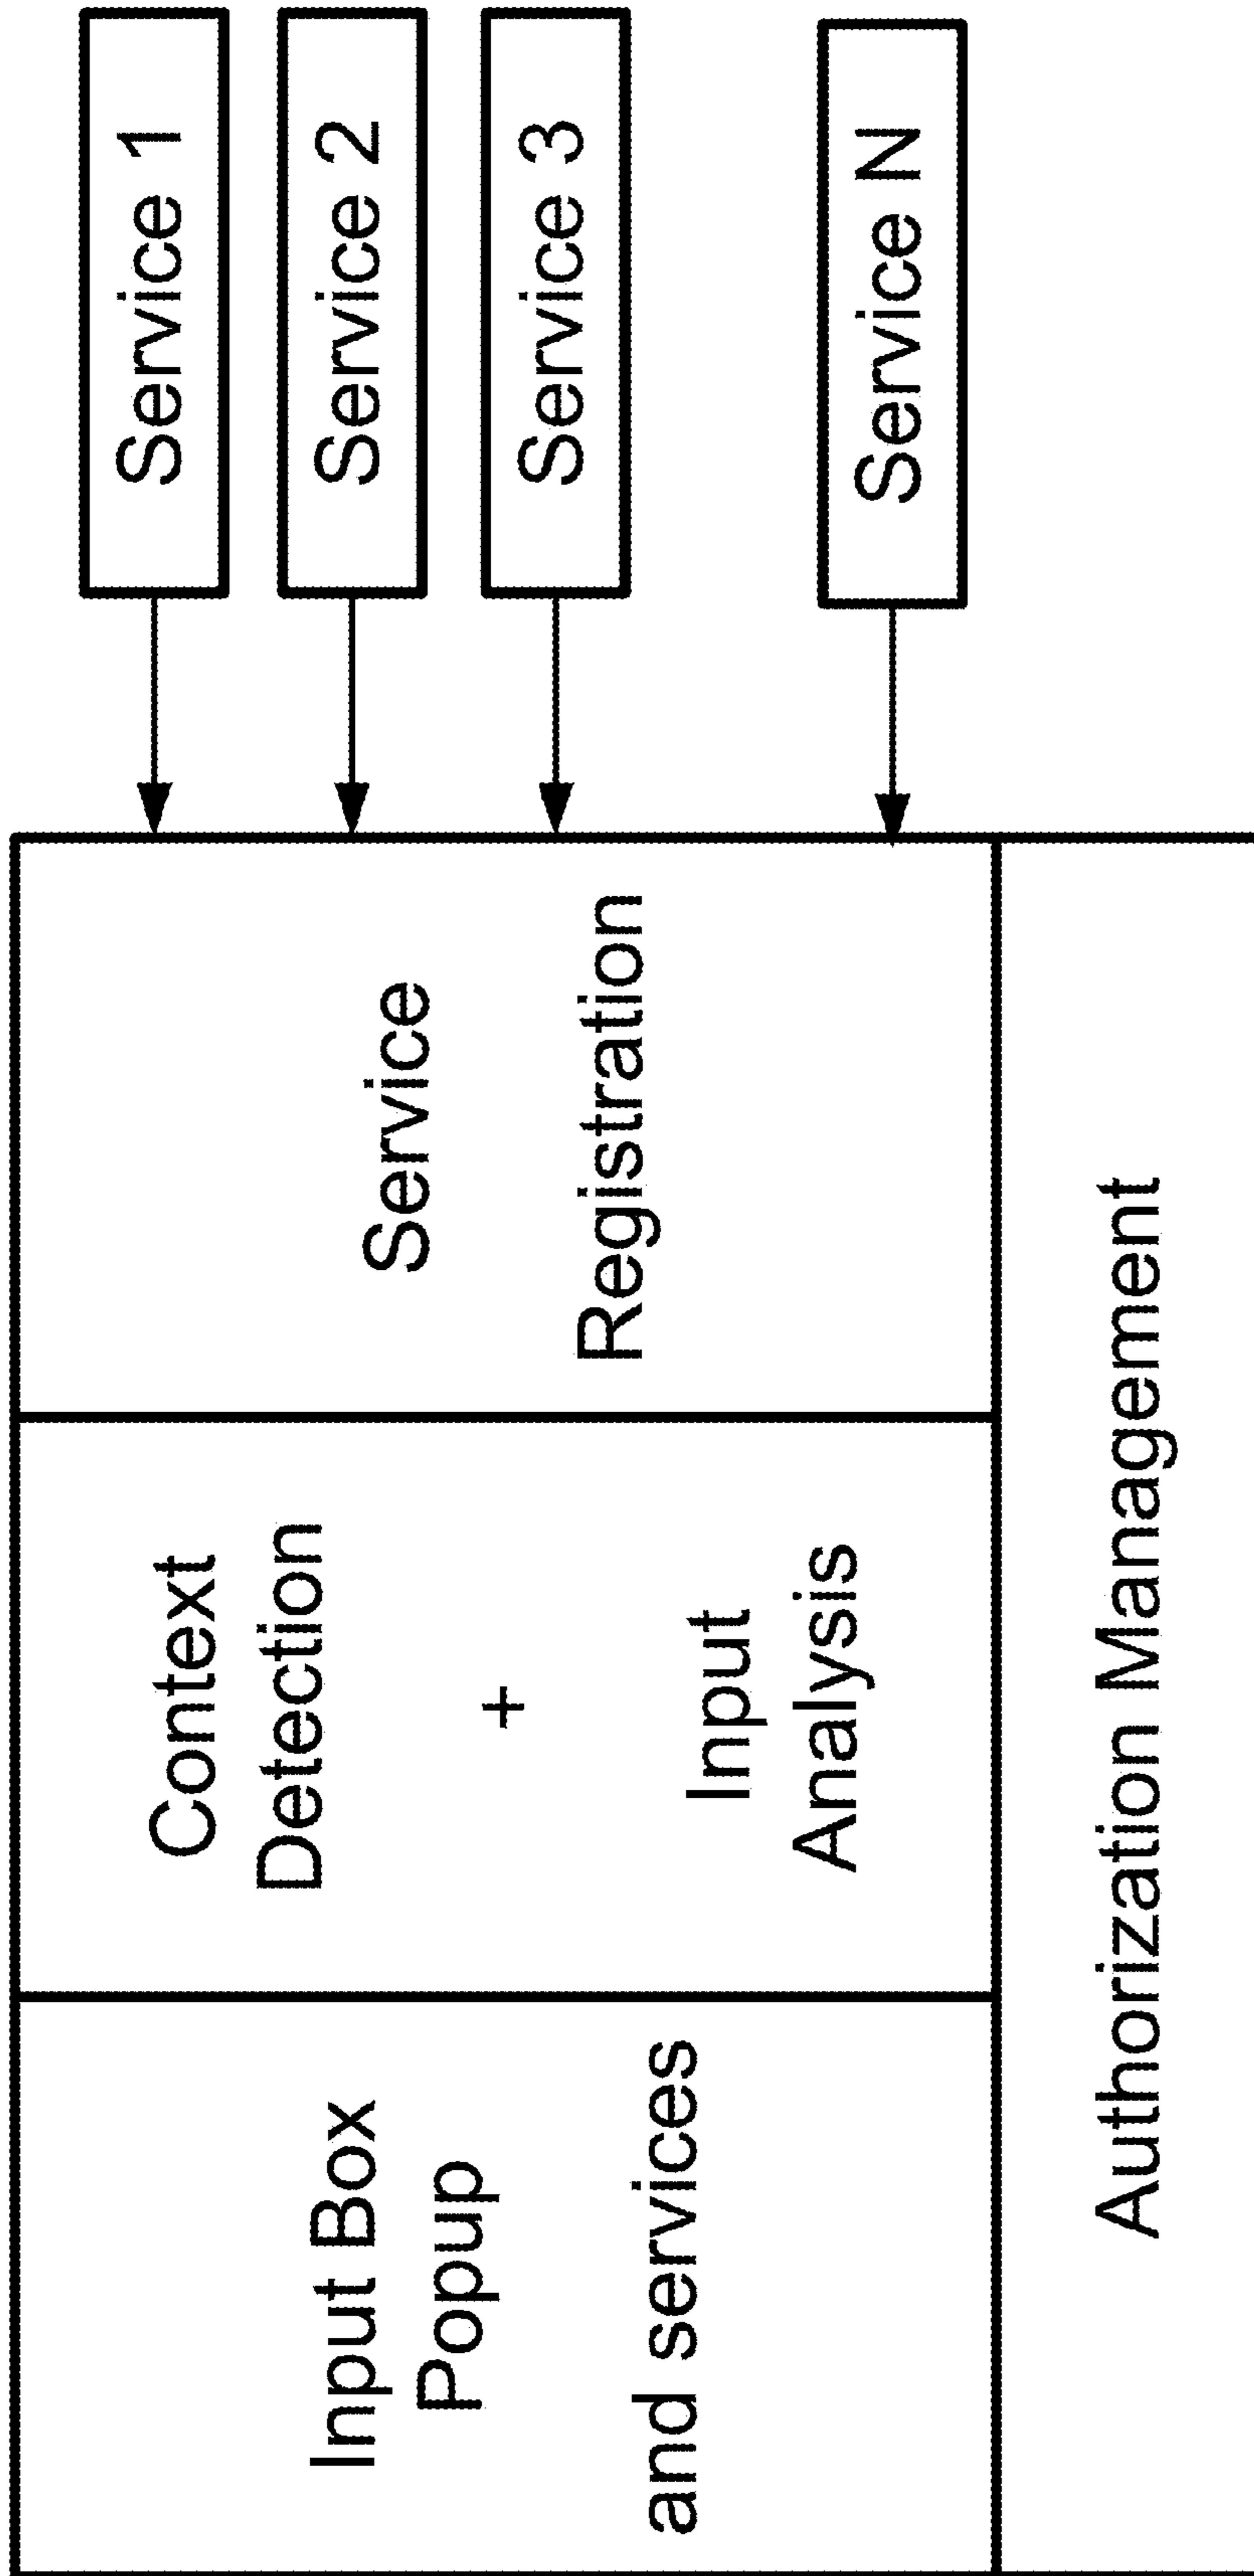 Input Box
Popup
and services
Context
Detection
+
Input
Analysis
Service
Registration
Service 1
Service 2
Service 3
Service N
Authorization Management